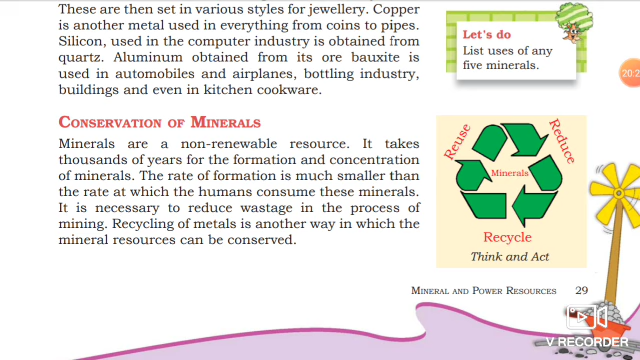 These are then set in various styles for jewellery. Copper
is another metal used in everything from coins to pipes.
Silicon, used in the computer industry is obtained from
quartz. Aluminum obtained from its ore bauxite is
used in automobiles and airplanes, bottling industry,
buildings and even in kitchen cookware.
CONSERVATION OF MINERALS
Minerals are a non-renewable resource. It takes
thousands of years for the formation and concentration
of minerals. The rate of formation is much smaller than
the rate at which the humans consume these minerals.
It is necessary to reduce wastage in the process of
mining. Recycling of metals is another way in which the
mineral resources can be conserved.
Let's do
List uses of any
five minerals.
20:2
Reuse
Reduce
Minerals
Recycle
Think and Act
MINERAL AND POWER RESOURCES 29
V RECORDER